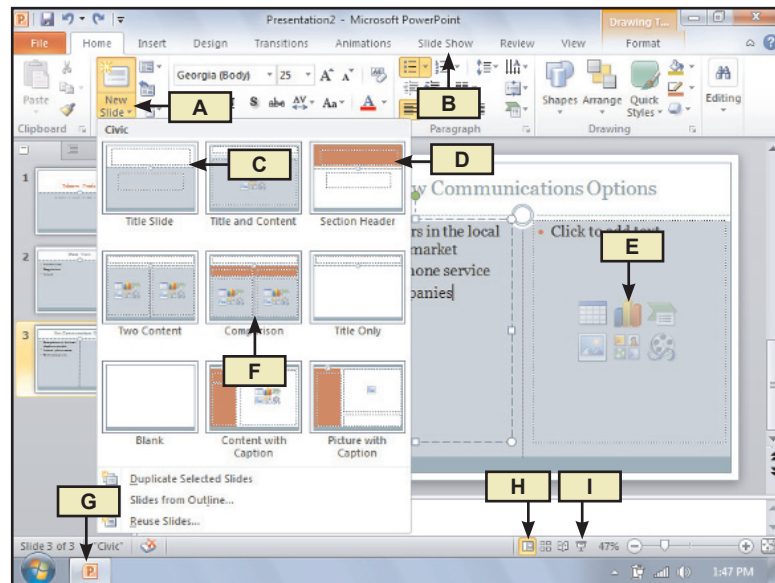 Presentation2 - Microsoft PowerPoint
Drawing T...
File Home Insert Design Transitions Animations Slide Show Review View Format
Georgia (Body) 25
Paste
New Slide
A
B
S abc AV Aa A
Shapes Arrange Quick Styles
Editing
Clipboard
Paragraph
Drawing
Civic
C
D
Title Slide
Title and Content
Section Header
w Communications Options
rs in the local
market
hone service
panies
Click to add text
E
1
2
3
Two Content
Comparison
Title Only
F
Blank
Content with Caption
Picture with Caption
Duplicate Selected Slides
Slides from Outline...
Reuse Slides...
G
H
I
Slide 3 of 3
"Civic"
47%
1:47 PM